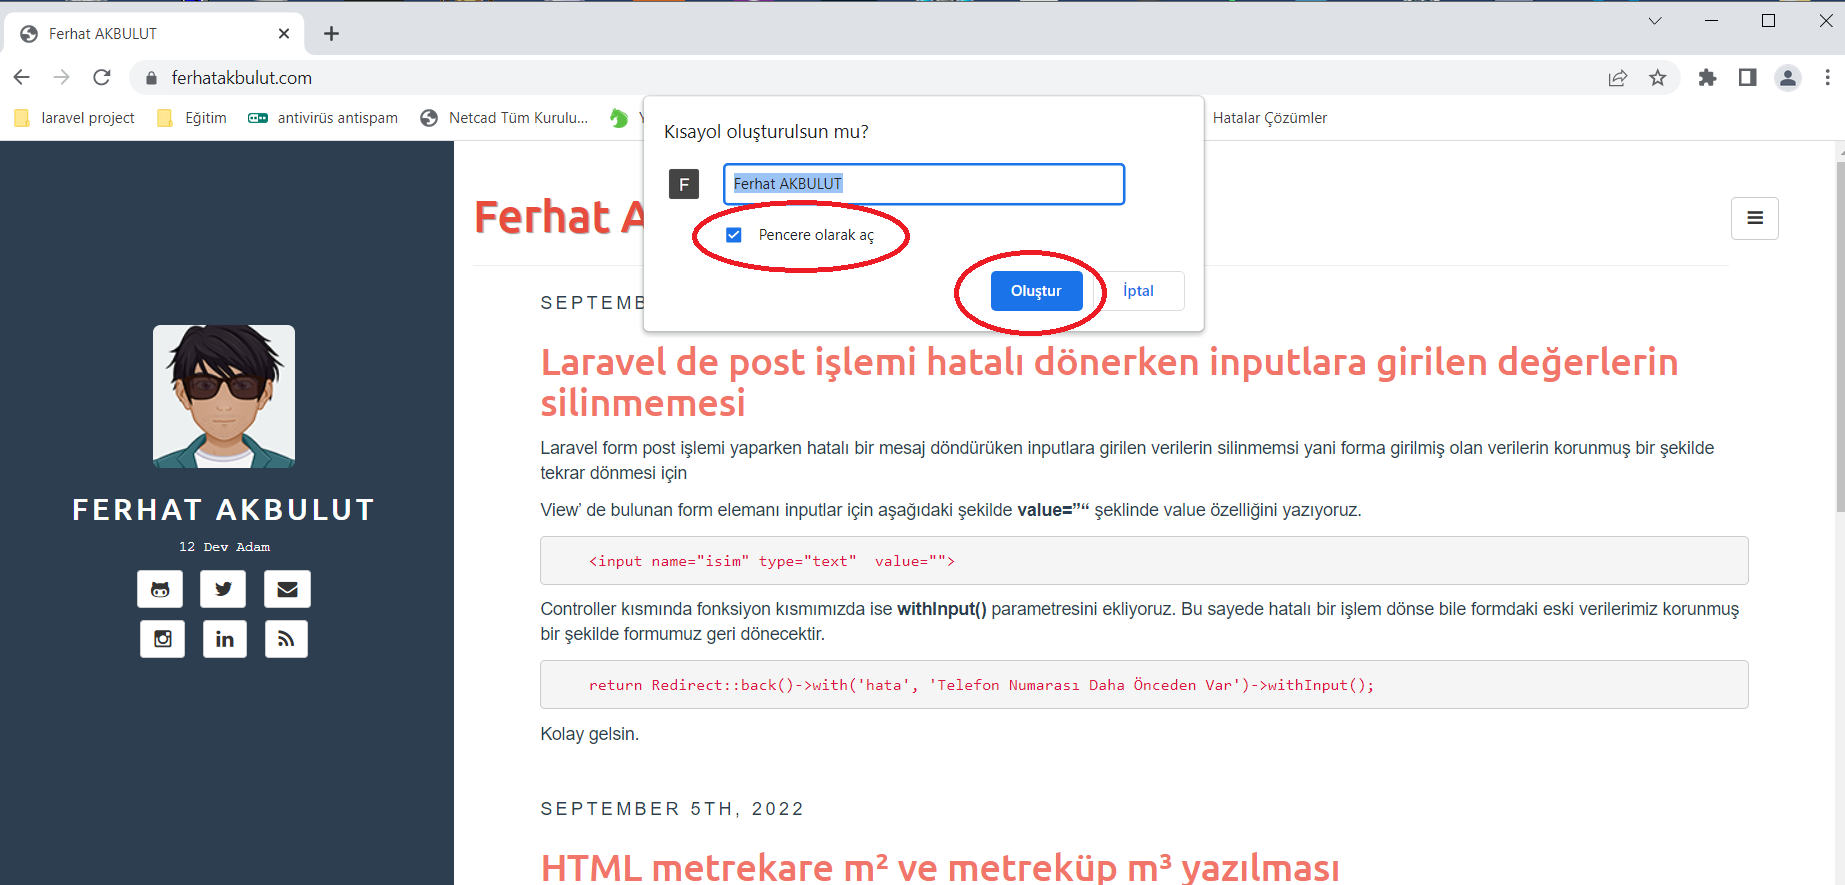 Ferhat AKBULUT
ferhatakbulut.com
laravel project Eğitim antivirüs antispam Netcad Tüm Kurulu... Hatalar Çözümler
Kısayol oluşturulsun mu?
F Ferhat AKBULUT
Pencere olarak aç
Oluştur İptal
Ferhat A
SEPTEMB
Laravel de post işlemi hatalı dönerken inputlara girilen değerlerin
silinmemesi
Laravel form post işlemi yaparken hatalı bir mesaj döndürüken inputlara girilen verilerin silinmemsi yani forma girilmiş olan verilerin korunmuş bir şekilde
tekrar dönmesi için
View’ de bulunan form elemanı inputlar için aşağıdaki şekilde value=”“ şeklinde value özelliğini yazıyoruz.
<input name="isim" type="text"  value="">
Controller kısmında fonksiyon kısmımızda ise withInput() parametresini ekliyoruz. Bu sayede hatalı bir işlem dönse bile formdaki eski verilerimiz korunmuş
bir şekilde formumuz geri dönecektir.
return Redirect::back()->with('hata', 'Telefon Numarası Daha Önceden Var')->withInput();
Kolay gelsin.
SEPTEMBER 5TH, 2022
HTML metrekare m² ve metreküp m³ yazılması
FERHAT AKBULUT
12 Dev Adam